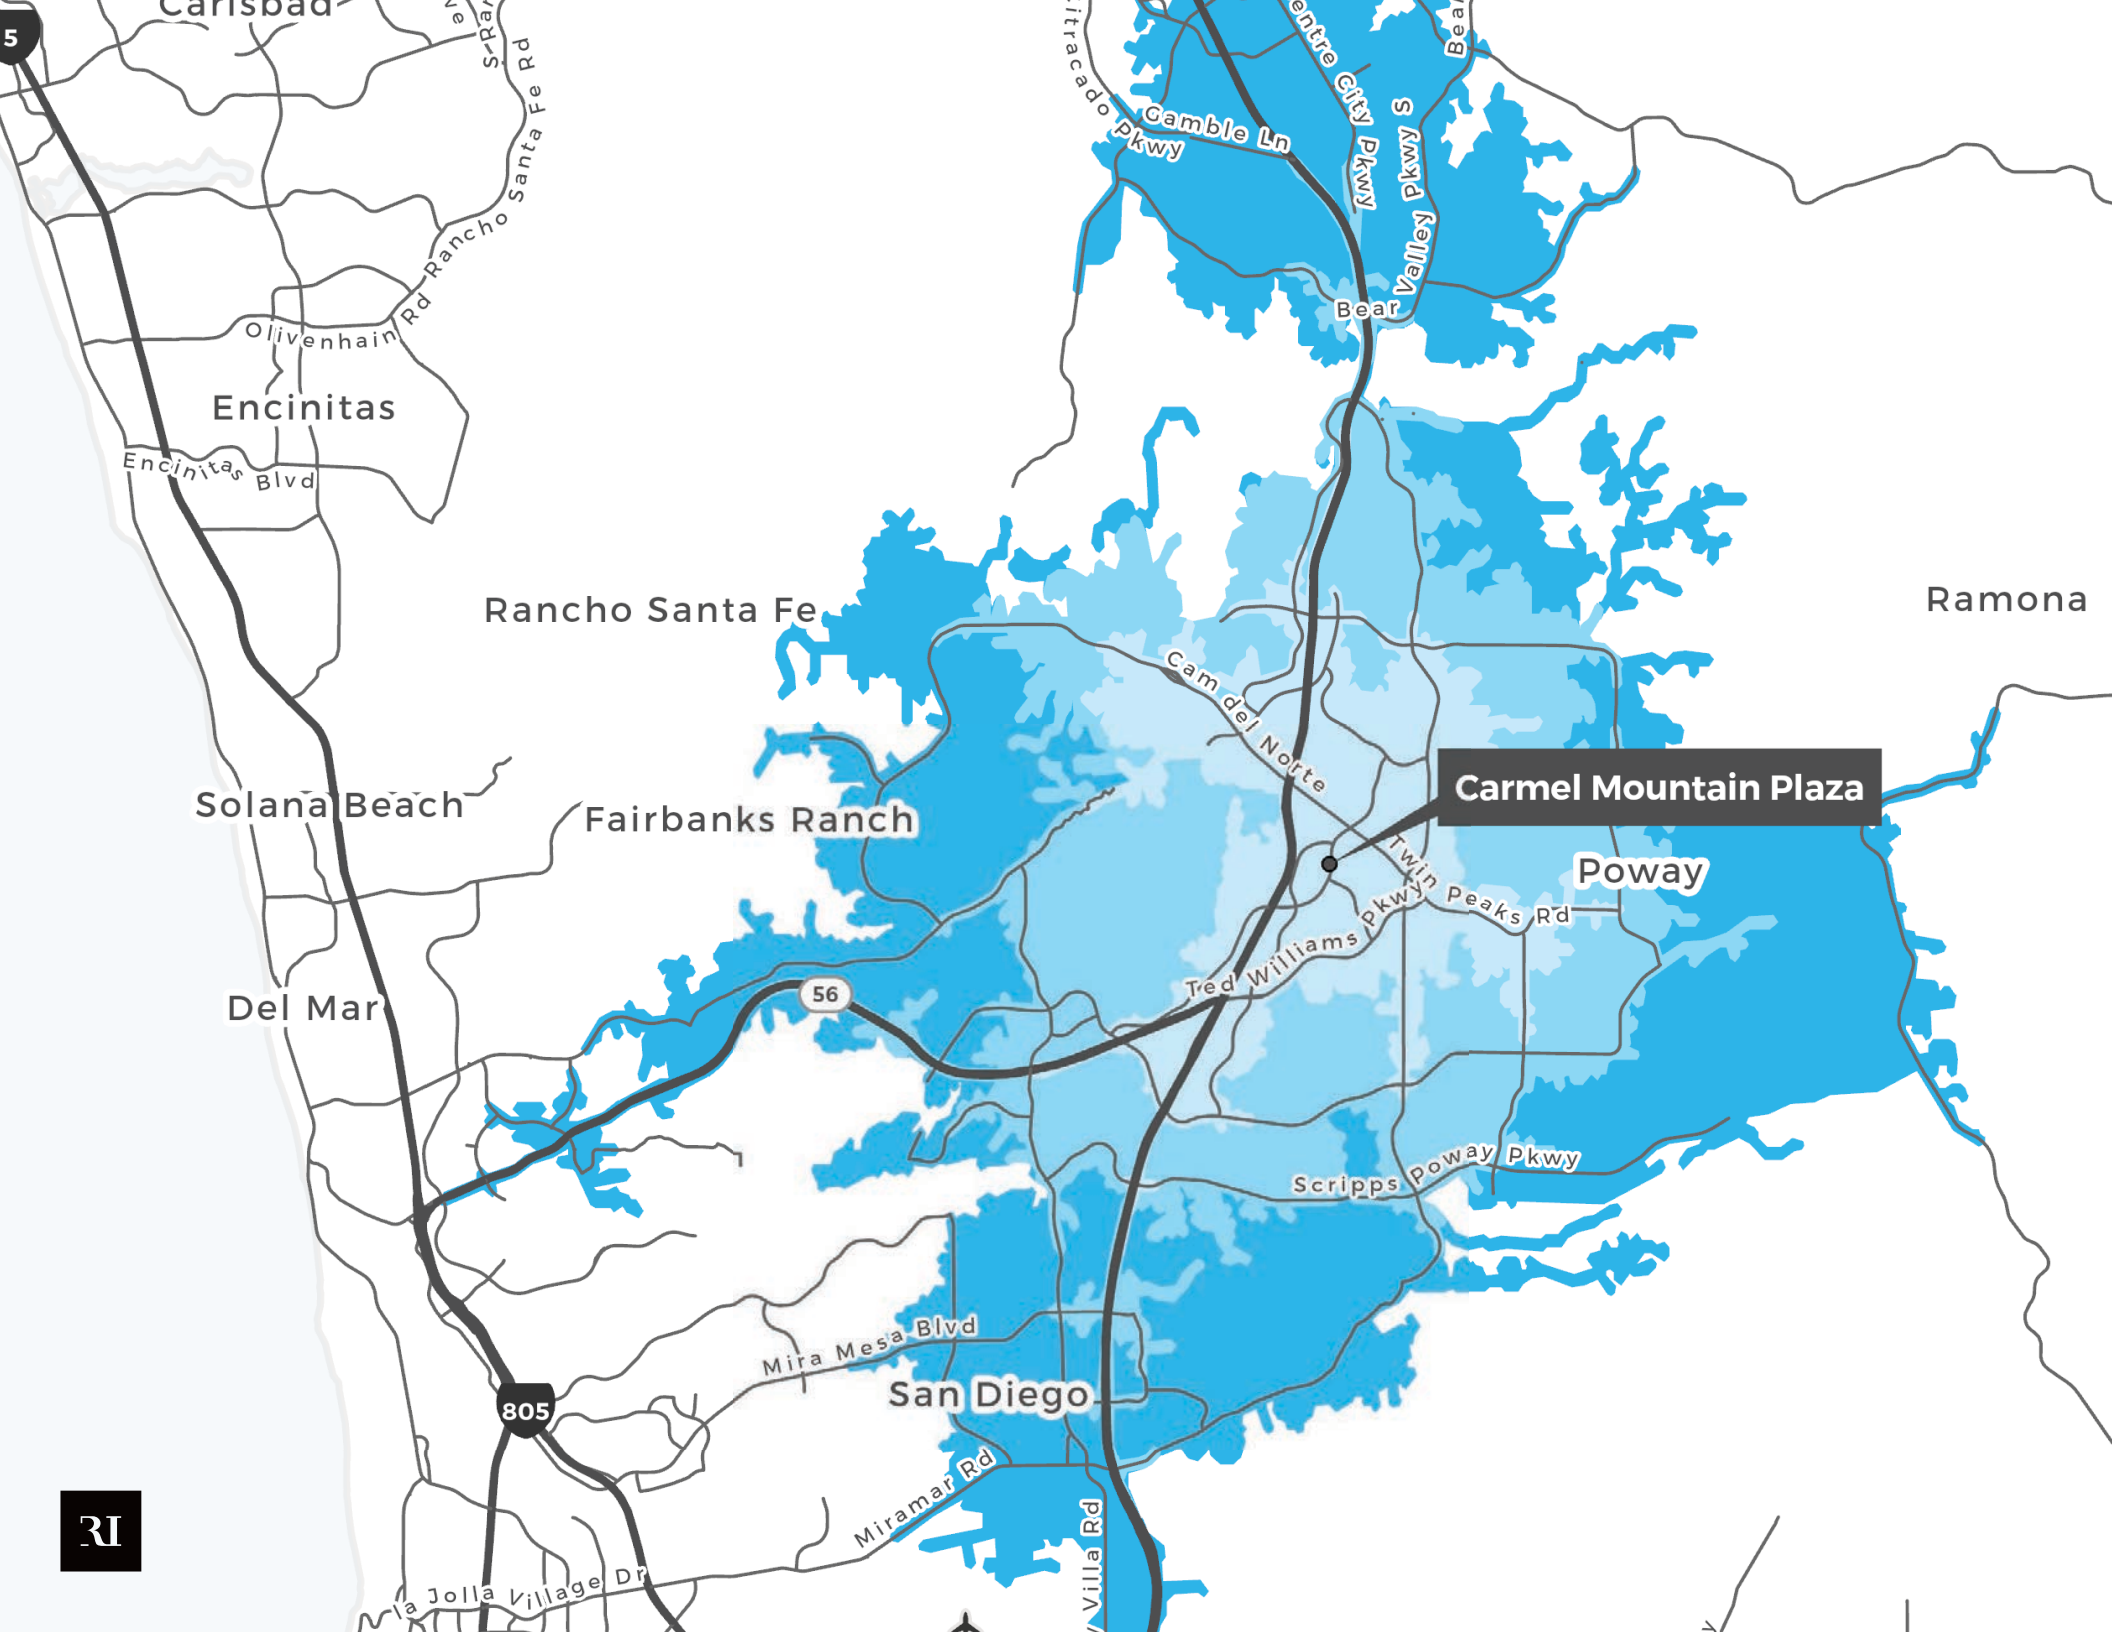 Carlsbad
5
S Ran
Rancho Santa Fe Rd
Citracado Pkwy
Centre City Pkwy
Bear
Gamble Ln
Bear Valley Pkwy S
Olivenhain Rd
Encinitas
Encinitas Blvd
Rancho Santa Fe
Ramona
Cam del Norte
Carmel Mountain Plaza
Solana Beach
Fairbanks Ranch
Twin Peaks Rd
Poway
Ted Williams Pkwy
56
Del Mar
Scripps Poway Pkwy
Mira Mesa Blvd
San Diego
805
Miramar Rd
RI
Villa Rd
la Jolla Village Dr